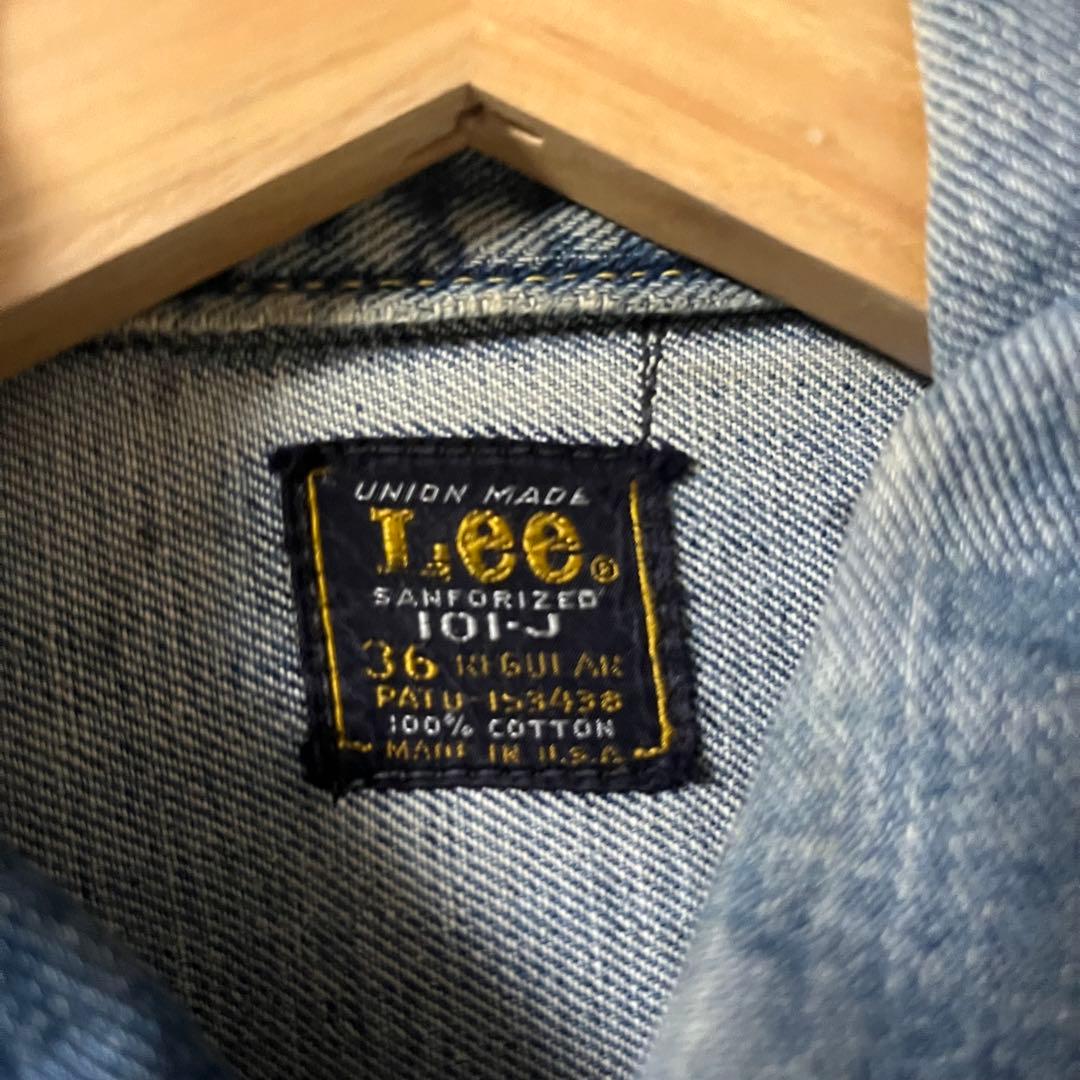 UNION MADE
Lee®
SANFORIZED
101-J
36 REGULAR
PAT D-153438
100% COTTON
MADE IN U.S.A.